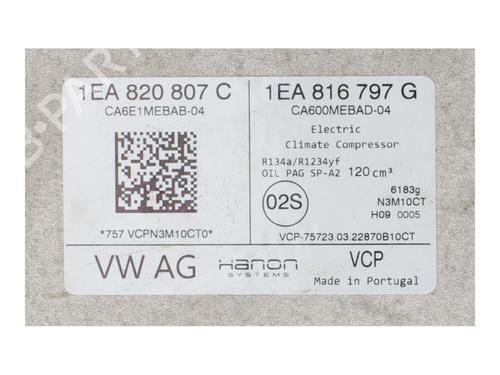 1EA 820 807 C
CA6E1MEBAB-04
*757 VCPN3M10CT0*
1EA 816 797 G
CA600MEBAD-04
Electric
Climate Compressor
R134a/R1234yf
OIL PAG SP-A2 120 cm³
02S
6183g
N3M10CT
H09 0005
VCP-75723.03.22870B10CT
VW AG
Hanon
SYSTEMS
VCP
Made in Portugal
B-PARTS